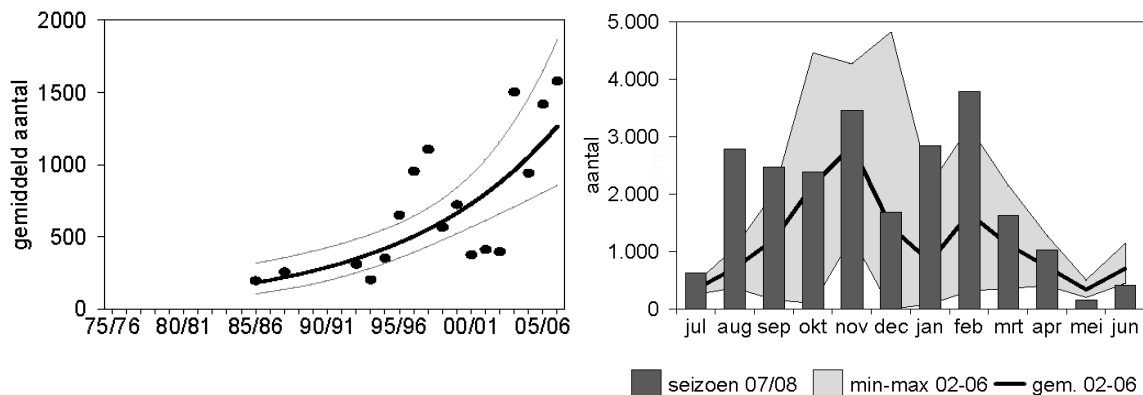 gemiddeld aantal
2000
1500
1000
500
0
75/76 80/81 85/86 90/91 95/96 00/01 05/06
aantal
5.000
4.000
3.000
2.000
1.000
0
jul aug sep okt nov dec jan feb mrt apr mei jun
seizoen 07/08 min-max 02-06 gem. 02-06